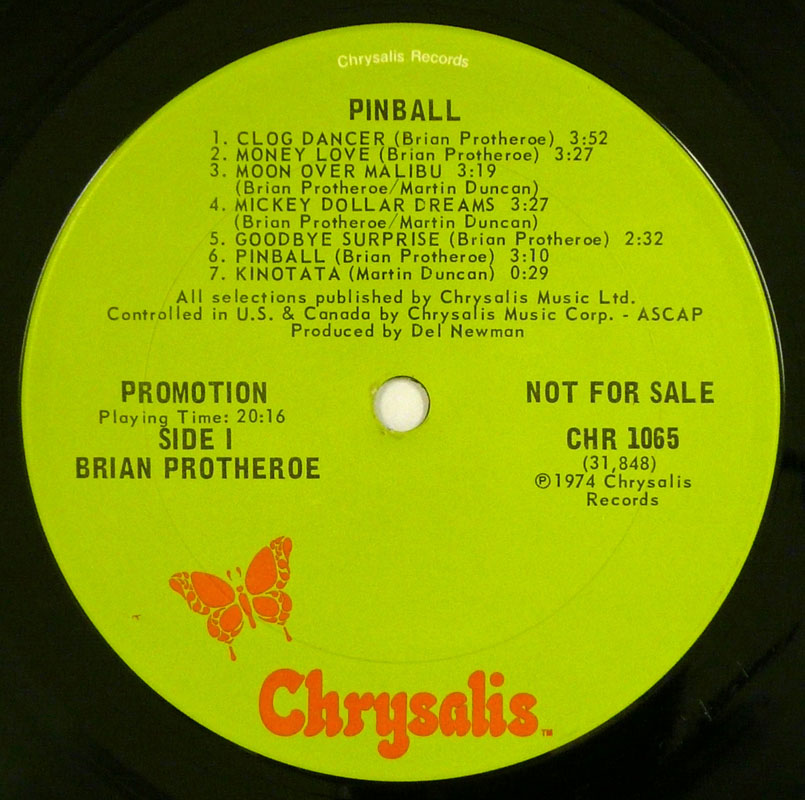 Chrysalis Records
PINBALL
1. CLOG DANCER (Brian Protheroe) 3:52
2. MONEY LOVE (Brian Protheroe) 3:27
3. MOON OVER MALIBU 3:19
(Brian Protheroe/Martin Duncan)
4. MICKEY DOLLAR DREAMS 3:27
(Brian Protheroe/Martin Duncan)
5. GOODBYE SURPRISE (Brian Protheroe) 2:32
6. PINBALL (Brian Protheroe) 3:10
7. KINOTATA (Martin Duncan) 0:29
All selections published by Chrysalis Music Ltd.
Controlled in U.S. & Canada by Chrysalis Music Corp. - ASCAP
Produced by Del Newman
PROMOTION
Playing Time: 20:16
SIDE 1
BRIAN PROTHEROE
NOT FOR SALE
CHR 1065
(31,848)
℗1974 Chrysalis
Records
Chrysalis™